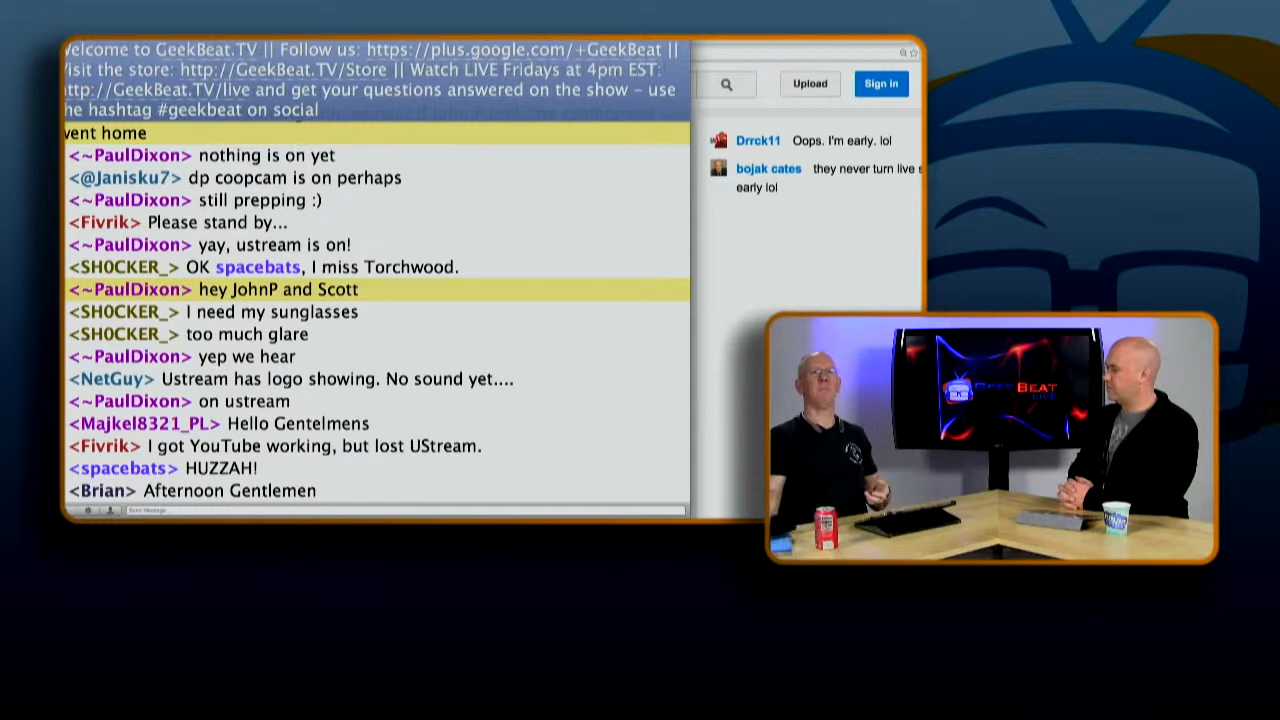 Welcome to GeekBeat.TV || Follow us: https://plus.google.com/+GeekBeat ||
Visit the store: http://GeekBeat.TV/Store || Watch LIVE Fridays at 4pm EST:
http://GeekBeat.TV/live and get your questions answered on the show – use
the hashtag #geekbeat on social
went home
<~PaulDixon> nothing is on yet
<@Janisku7> dp coopcam is on perhaps
<~PaulDixon> still prepping :)
<Fivrik> Please stand by...
<~PaulDixon> yay, ustream is on!
<SH0CKER_> OK spacebats, I miss Torchwood.
<~PaulDixon> hey JohnP and Scott
<SH0CKER_> I need my sunglasses
<SH0CKER_> too much glare
<~PaulDixon> yep we hear
<NetGuy> Ustream has logo showing. No sound yet....
<~PaulDixon> on ustream
<Majkel8321_PL> Hello Gentelmens
<Fivrik> I got YouTube working, but lost UStream.
<spacebats> HUZZAH!
<Brian> Afternoon Gentlemen
Send Message ...
Upload Sign in
Drrck11 Oops. I'm early. lol
bojak cates they never turn live s
early lol
GEEKBEAT
LIVE